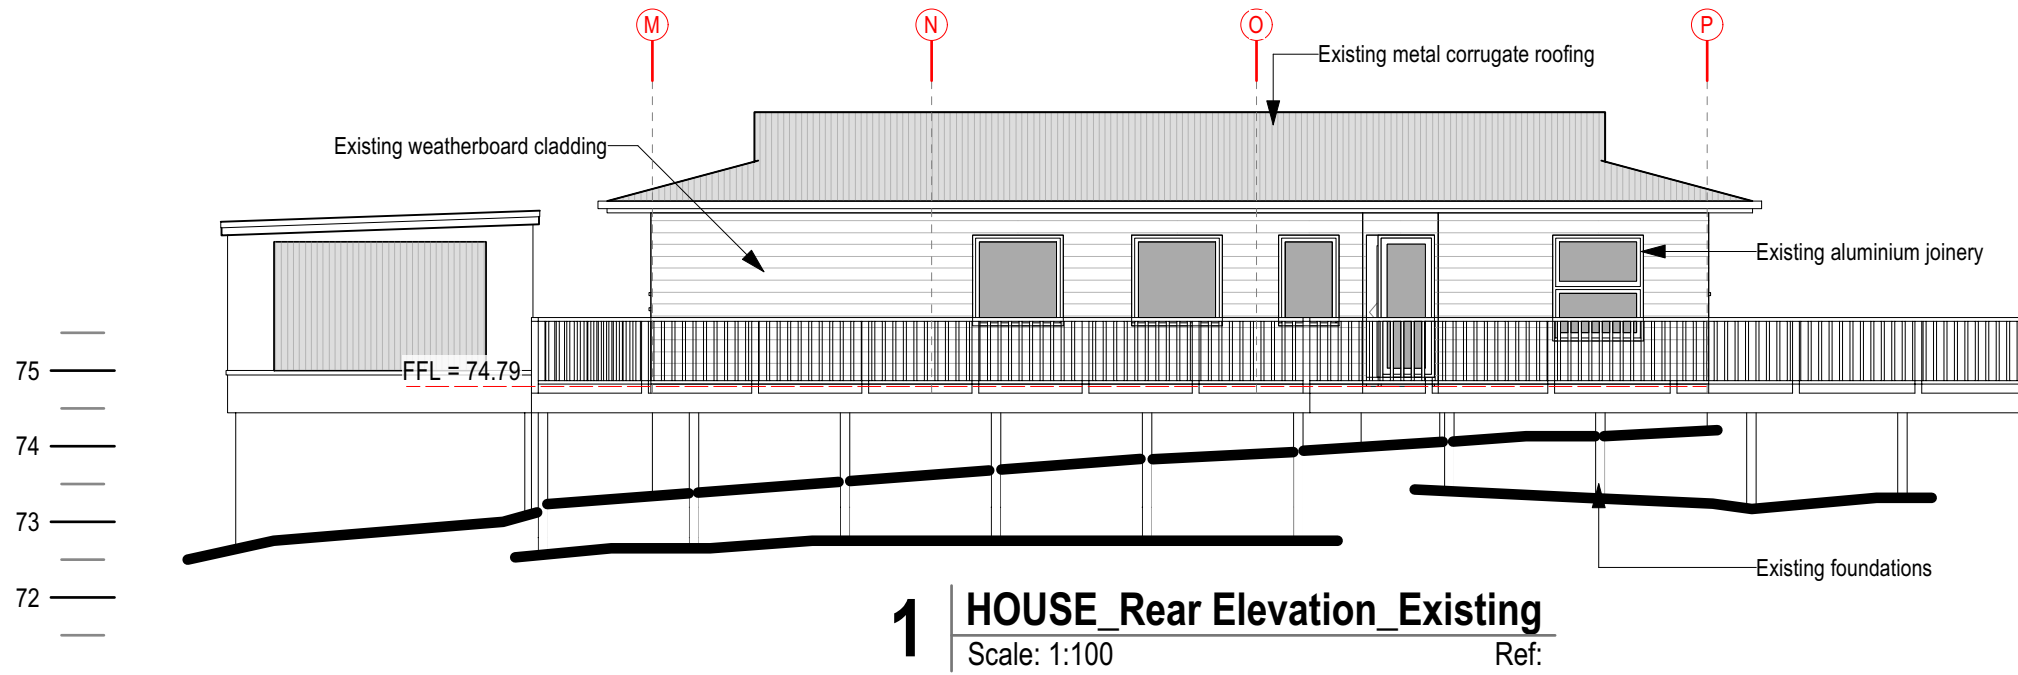 M
N
O
P
Existing metal corrugate roofing
Existing weatherboard cladding
Existing aluminium joinery
75
FFL = 74.79
74
73
72
Existing foundations
1
HOUSE_Rear Elevation_Existing
Scale: 1:100
Ref: